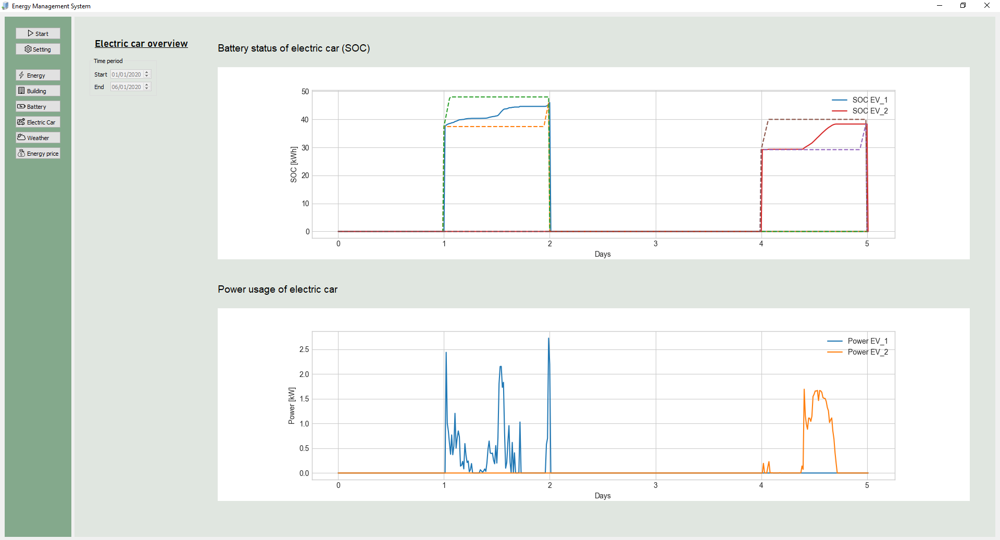 Energy Management System
Start
Setting
Energy
Building
Battery
Electric Car
Weather
Energy price
Electric car overview
Time period
Start 01/01/2020
End 06/01/2020
Battery status of electric car (SOC)
SOC EV_1
SOC EV_2
50
40
30
20
10
0
SOC [kWh]
0 1 2 3 4 5
Days
Power usage of electric car
Power EV_1
Power EV_2
2.5
2.0
1.5
1.0
0.5
0.0
Power [kW]
0 1 2 3 4 5
Days